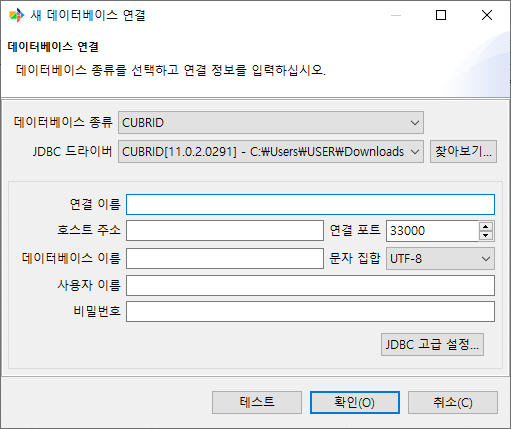 새 데이터베이스 연결
데이터베이스 연결
데이터베이스 종류를 선택하고 연결 정보를 입력하십시오.
데이터베이스 종류 CUBRID
JDBC 드라이버 CUBRID[11.0.2.0291] - C:₩Users₩USER₩Downloads 찾아보기...
연결 이름
호스트 주소 연결 포트 33000
데이터베이스 이름 문자 집합 UTF-8
사용자 이름
비밀번호
JDBC 고급 설정...
테스트 확인(O) 취소(C)